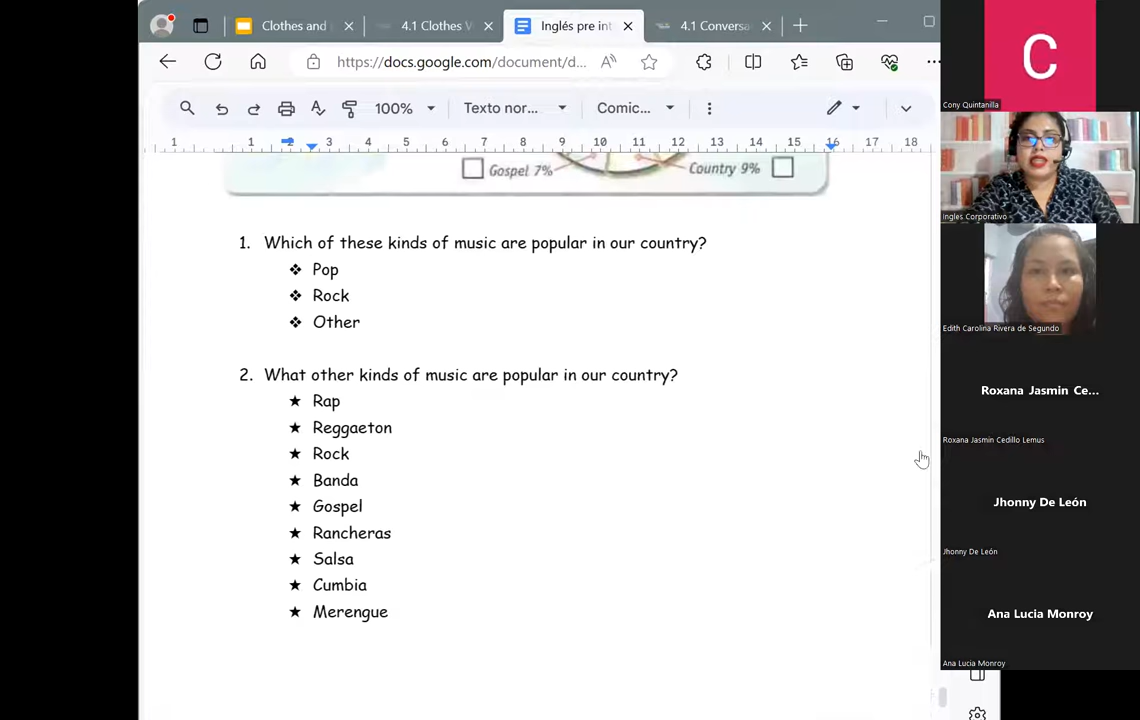 Clothes and
4.1 Clothes V
Inglés pre int
4.1 Conversa
https://docs.google.com/document/d...
100%
Texto nor...
Comic...
1 1 2 3 4 5 6 7 8 9 10 11 12 13 14 15 16 17 18
Gospel 7%
Country 9%
1. Which of these kinds of music are popular in our country?
❖ Pop
❖ Rock
❖ Other
2. What other kinds of music are popular in our country?
★ Rap
★ Reggaeton
★ Rock
★ Banda
★ Gospel
★ Rancheras
★ Salsa
★ Cumbia
★ Merengue
C
Cony Quintanilla
Ingles Corporativo
Edith Carolina Rivera de Segundo
Roxana Jasmin Ce...
Roxana Jasmin Cedillo Lemus
Jhonny De León
Jhonny De León
Ana Lucia Monroy
Ana Lucia Monroy